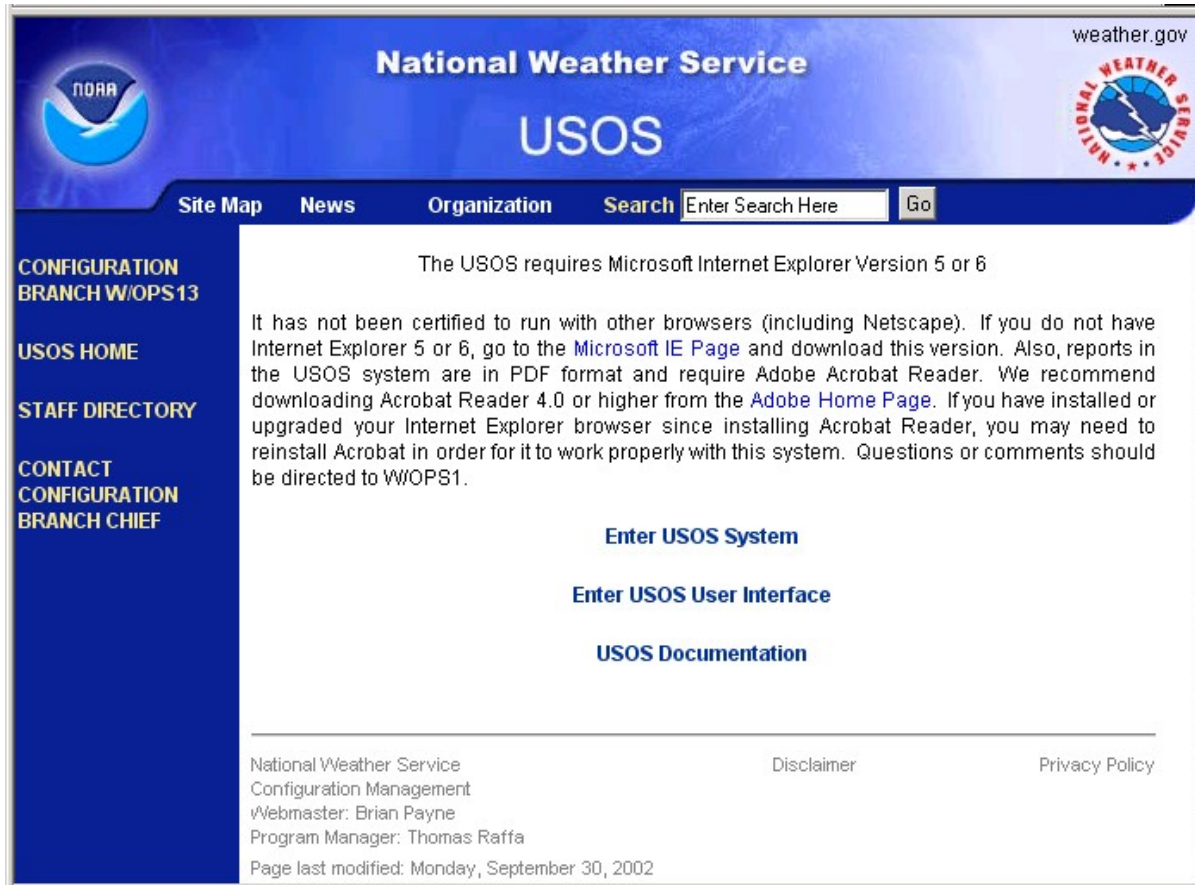 weather.gov
NOAA
National Weather Service
USOS
NATIONAL WEATHER SERVICE
Site Map News Organization Search Enter Search Here Go
CONFIGURATION
BRANCH W/OPS13
USOS HOME
STAFF DIRECTORY
CONTACT
CONFIGURATION
BRANCH CHIEF
The USOS requires Microsoft Internet Explorer Version 5 or 6
It has not been certified to run with other browsers (including Netscape). If you do not have
Internet Explorer 5 or 6, go to the Microsoft IE Page and download this version. Also, reports in
the USOS system are in PDF format and require Adobe Acrobat Reader. We recommend
downloading Acrobat Reader 4.0 or higher from the Adobe Home Page. If you have installed or
upgraded your Internet Explorer browser since installing Acrobat Reader, you may need to
reinstall Acrobat in order for it to work properly with this system. Questions or comments should
be directed to W/OPS1.
Enter USOS System
Enter USOS User Interface
USOS Documentation
National Weather Service Disclaimer Privacy Policy
Configuration Management
Webmaster: Brian Payne
Program Manager: Thomas Raffa
Page last modified: Monday, September 30, 2002